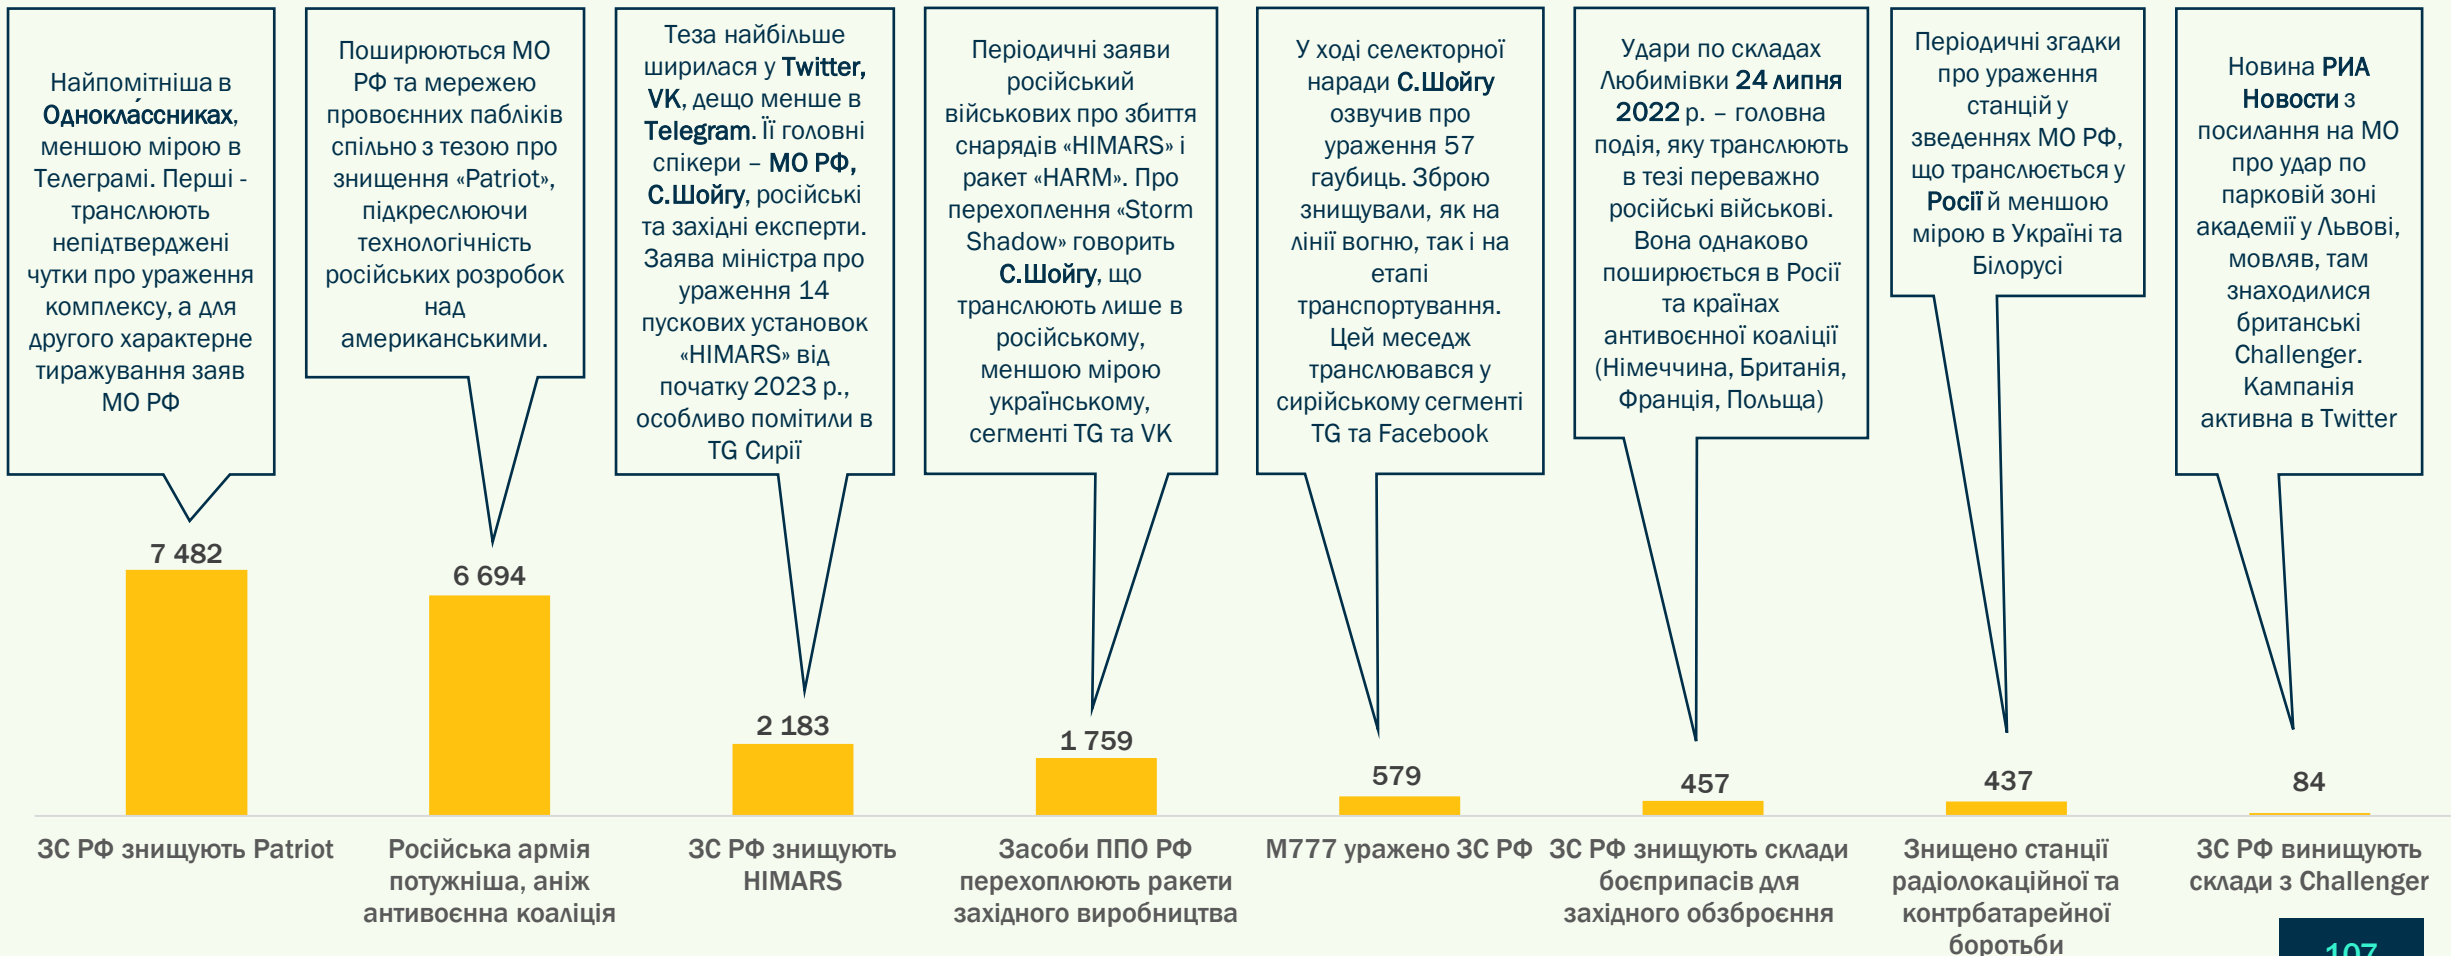 Найпомітніша в
Однокла́ссниках,
меншою мірою в
Телеграмі. Перші -
транслюють
непідтверджені
чутки про ураження
комплексу, а для
другого характерне
тиражування заяв
МО РФ
Поширюються МО
РФ та мережею
провоєнних пабліків
спільно з тезою про
знищення «Patriot»,
підкреслюючи
технологічність
російських розробок
над
американськими.
Теза найбільше
ширилася у Twitter,
VK, дещо менше в
Telegram. Її головні
спікери – МО РФ,
С.Шойгу, російські
та західні експерти.
Заява міністра про
ураження 14
пускових установок
«HIMARS» від
початку 2023 р.,
особливо помітили в
TG Сирії
Періодичні заяви
російський
військових про збиття
снарядів «HIMARS» і
ракет «HARM». Про
перехоплення «Storm
Shadow» говорить
С.Шойгу, що
транслюють лише в
російському,
меншою мірою
українському,
сегменті TG та VK
У ході селекторної
наради С.Шойгу
озвучив про
ураження 57
гаубиць. Зброю
знищували, як на
лінії вогню, так і на
етапі
транспортування.
Цей меседж
транслювався у
сирійському сегменті
TG та Facebook
Удари по складах
Любимівки 24 липня
2022 р. – головна
подія, яку транслюють
в тезі переважно
російські військові.
Вона однаково
поширюється в Росії
та країнах
антивоєнної коаліції
(Німеччина, Британія,
Франція, Польща)
Періодичні згадки
про ураження
станцій у
зведеннях МО РФ,
що транслюється у
Росії й меншою
мірою в Україні та
Білорусі
Новина РИА
Новости з
посилання на МО
про удар по
парковій зоні
академії у Львові,
мовляв, там
знаходилися
британські
Challenger.
Кампанія
активна в Twitter
7 482
6 694
2 183
1 759
579
457
437
84
ЗС РФ знищують Patriot
Російська армія
потужніша, аніж
антивоєнна коаліція
ЗС РФ знищують
HIMARS
Засоби ППО РФ
перехоплюють ракети
західного виробництва
М777 уражено ЗС РФ
ЗС РФ знищують склади
боєприпасів для
західного обзброєння
Знищено станції
радіолокаційної та
контрбатарейної
боротьби
ЗС РФ винищують
склади з Challenger
107